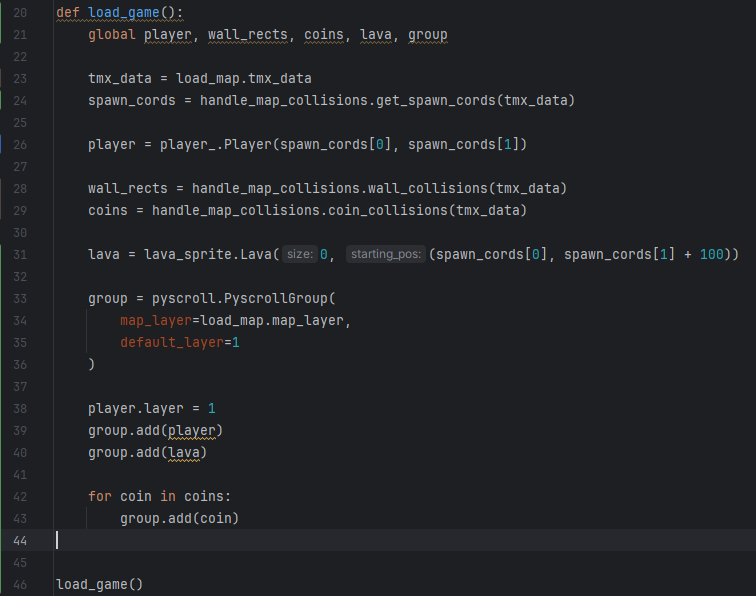 20 def load_game():
21     global player, wall_rects, coins, lava, group
22
23     tmx_data = load_map.tmx_data
24     spawn_cords = handle_map_collisions.get_spawn_cords(tmx_data)
25
26     player = player_.Player(spawn_cords[0], spawn_cords[1])
27
28     wall_rects = handle_map_collisions.wall_collisions(tmx_data)
29     coins = handle_map_collisions.coin_collisions(tmx_data)
30
31     lava = lava_sprite.Lava( size: 0,  starting_pos: (spawn_cords[0], spawn_cords[1] + 100))
32
33     group = pyscroll.PyscrollGroup(
34         map_layer=load_map.map_layer,
35         default_layer=1
36     )
37
38     player.layer = 1
39     group.add(player)
40     group.add(lava)
41
42     for coin in coins:
43         group.add(coin)
44
45
46 load_game()